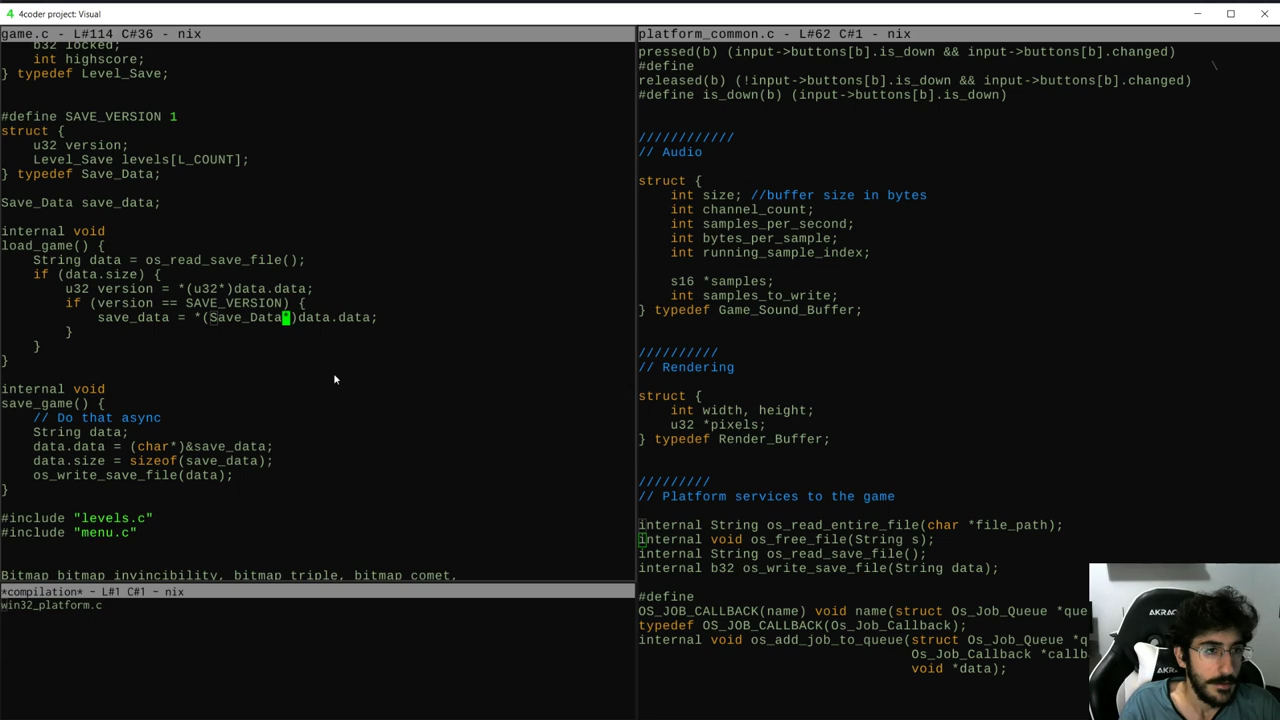 4 4coder project: Visual
game.c - L#114 C#36 - nix
b32 locked;
int highscore;
} typedef Level_Save;
#define SAVE_VERSION 1
struct {
u32 version;
Level_Save levels[L_COUNT];
} typedef Save_Data;
Save_Data save_data;
internal void
load_game() {
String data = os_read_save_file();
if (data.size) {
u32 version = *(u32*)data.data;
if (version == SAVE_VERSION) {
save_data = *(Save_Data*)data.data;
}
}
}
internal void
save_game() {
// Do that async
String data;
data.data = (char*)&save_data;
data.size = sizeof(save_data);
os_write_save_file(data);
}
#include "levels.c"
#include "menu.c"
Bitmap bitmap_invincibility, bitmap_triple, bitmap_comet,
*compilation* - L#1 C#1 - nix
win32_platform.c
platform_common.c - L#62 C#1 - nix
pressed(b) (input->buttons[b].is_down && input->buttons[b].changed)
#define \
released(b) (!input->buttons[b].is_down && input->buttons[b].changed)
#define is_down(b) (input->buttons[b].is_down)
////////////
// Audio
struct {
int size; //buffer size in bytes
int channel_count;
int samples_per_second;
int bytes_per_sample;
int running_sample_index;
s16 *samples;
int samples_to_write;
} typedef Game_Sound_Buffer;
//////////
// Rendering
struct {
int width, height;
u32 *pixels;
} typedef Render_Buffer;
/////////
// Platform services to the game
internal String os_read_entire_file(char *file_path);
internal void os_free_file(String s);
internal String os_read_save_file();
internal b32 os_write_save_file(String data);
#define
OS_JOB_CALLBACK(name) void name(struct Os_Job_Queue *que
typedef OS_JOB_CALLBACK(Os_Job_Callback);
internal void os_add_job_to_queue(struct Os_Job_Queue *q
Os_Job_Callback *callb
void *data);
AKRAC